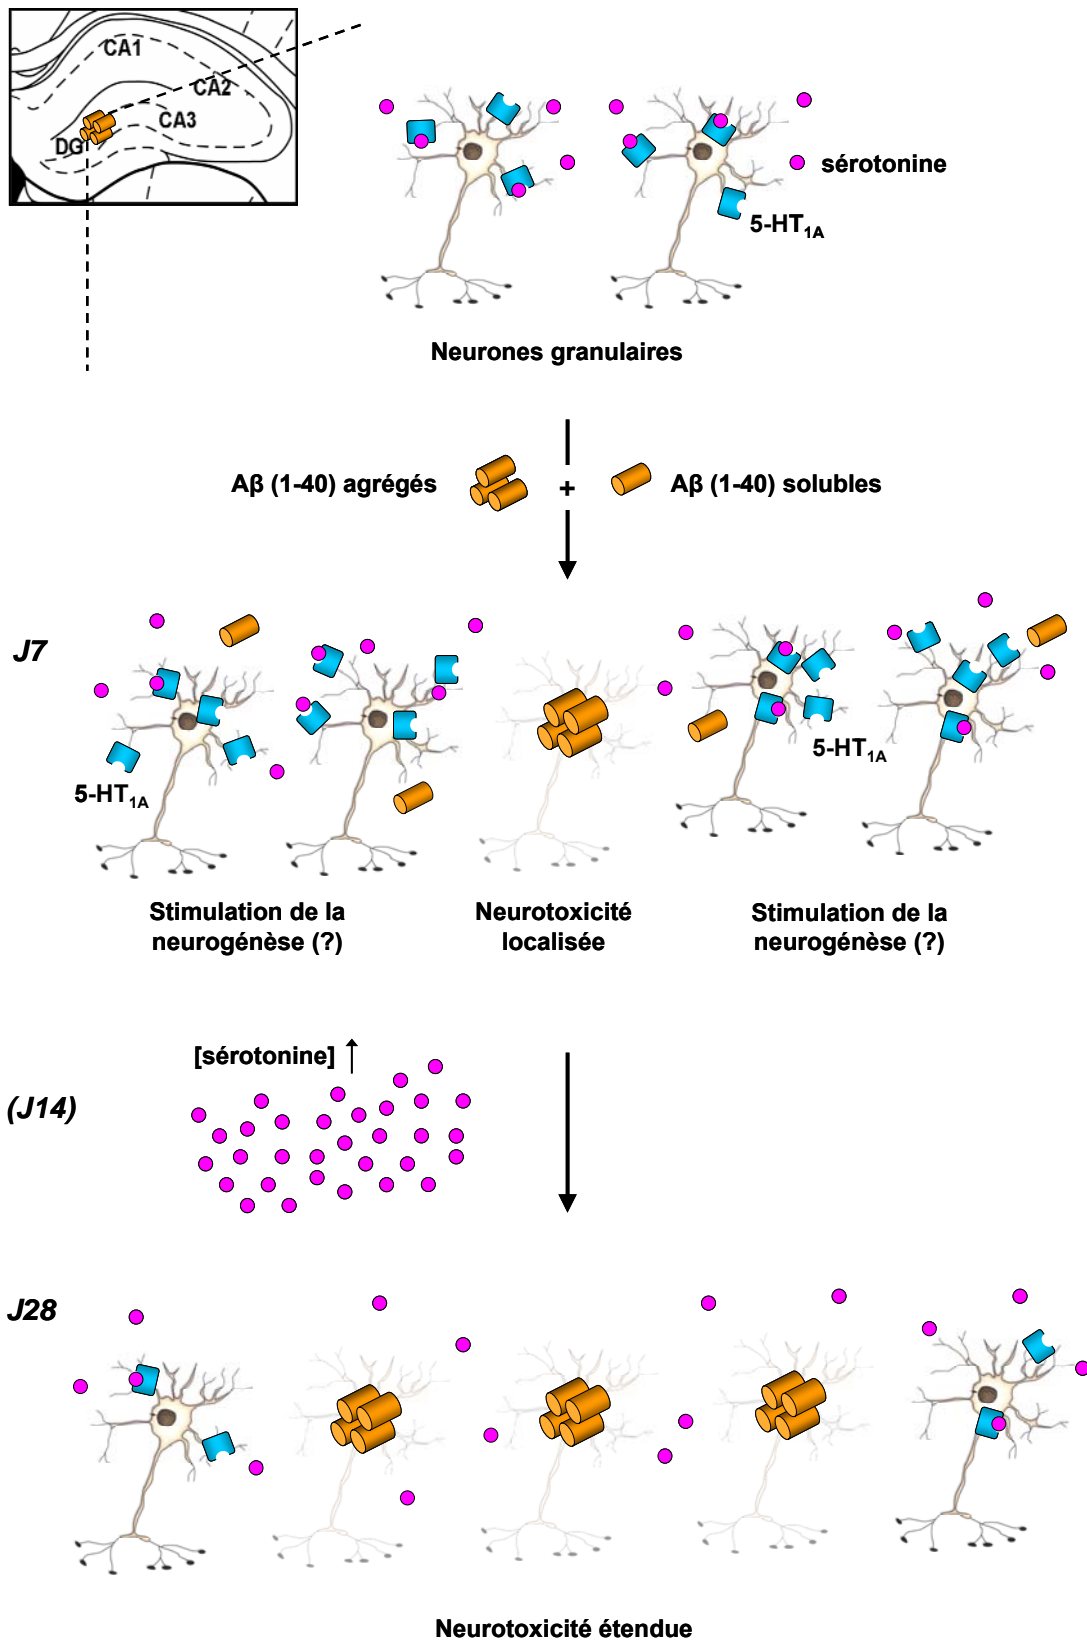 CA1
CA2
CA3
DG
sérotonine
5-HT1A
Neurones granulaires
Aβ (1-40) agrégés
+
Aβ (1-40) solubles
J7
5-HT1A
5-HT1A
Stimulation de la
neurogénèse (?)
Neurotoxicité
localisée
Stimulation de la
neurogénèse (?)
[sérotonine]
(J14)
J28
Neurotoxicité étendue